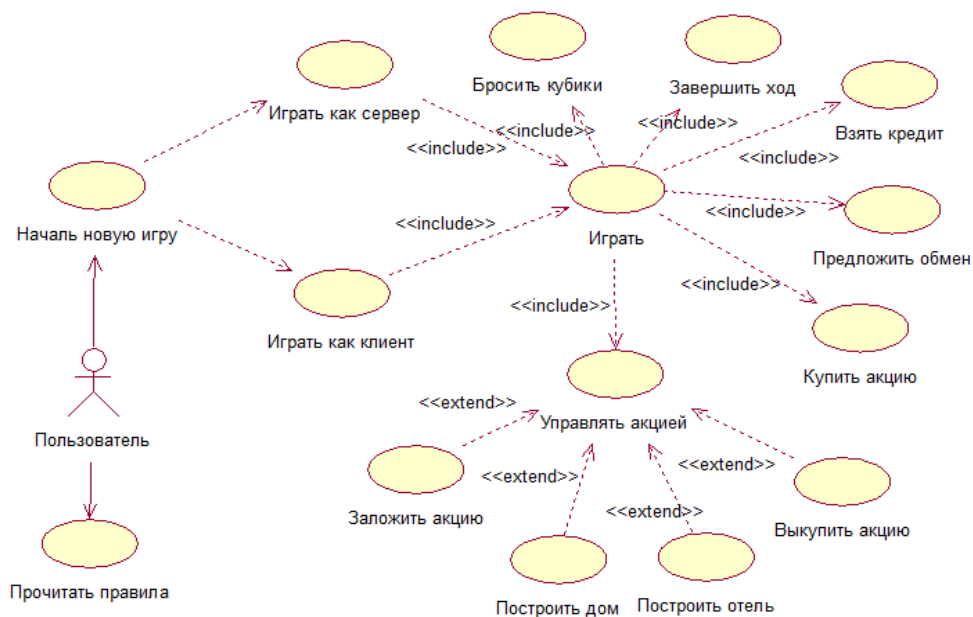 Бросить кубики
Завершить ход
Играть как сервер
<<include>>
<<include>>
<<include>>
Взять кредит
<<include>>
Началь новую игру
<<include>>
Играть
<<include>>
Предложить обмен
<<include>>
<<include>>
Играть как клиент
Купить акцию
<<extend>>
Управлять акцией
Пользователь
<<extend>>
<<extend>>
Заложить акцию
<<extend>>
Выкупить акцию
Прочитать правила
Построить дом
Построить отель